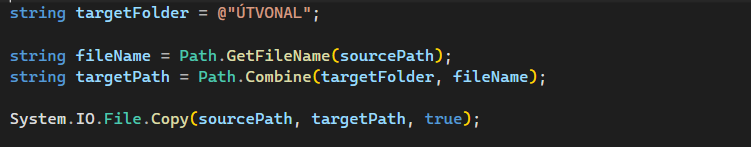 string targetFolder = @"ÚTVONAL";
string fileName = Path.GetFileName(sourcePath);
string targetPath = Path.Combine(targetFolder, fileName);
System.IO.File.Copy(sourcePath, targetPath, true);